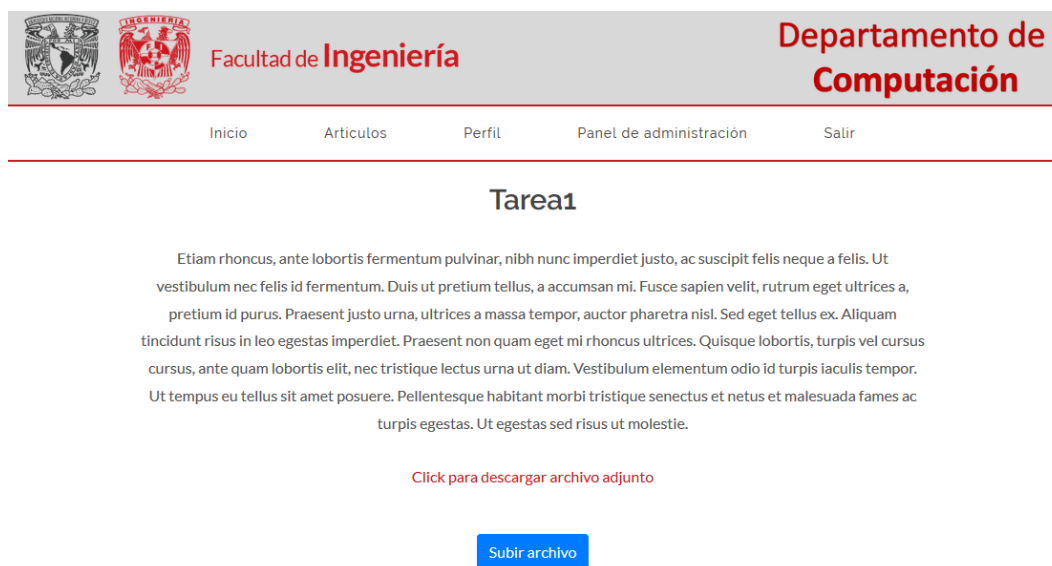 INGENIERIA
Facultad de Ingeniería
Departamento de
Computación
Inicio Articulos Perfil Panel de administración Salir
Tarea1
Etiam rhoncus, ante lobortis fermentum pulvinar, nibh nunc imperdiet justo, ac suscipit felis neque a felis. Ut
vestibulum nec felis id fermentum. Duis ut pretium tellus, a accumsan mi. Fusce sapien velit, rutrum eget ultrices a,
pretium id purus. Praesent justo urna, ultrices a massa tempor, auctor pharetra nisl. Sed eget tellus ex. Aliquam
tincidunt risus in leo egestas imperdiet. Praesent non quam eget mi rhoncus ultrices. Quisque lobortis, turpis vel cursus
cursus, ante quam lobortis elit, nec tristique lectus urna ut diam. Vestibulum elementum odio id turpis iaculis tempor.
Ut tempus eu tellus sit amet posuere. Pellentesque habitant morbi tristique senectus et netus et malesuada fames ac
turpis egestas. Ut egestas sed risus ut molestie.
Click para descargar archivo adjunto
Subir archivo